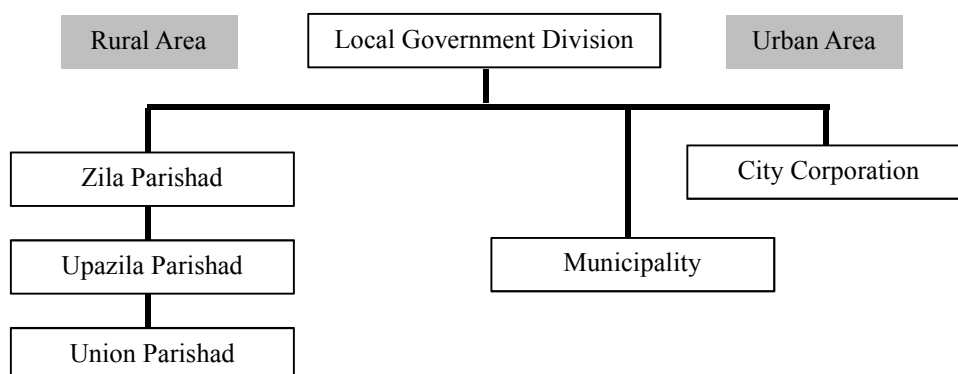 Rural Area
Local Government Division
Urban Area
Zila Parishad
City Corporation
Upazila Parishad
Municipality
Union Parishad